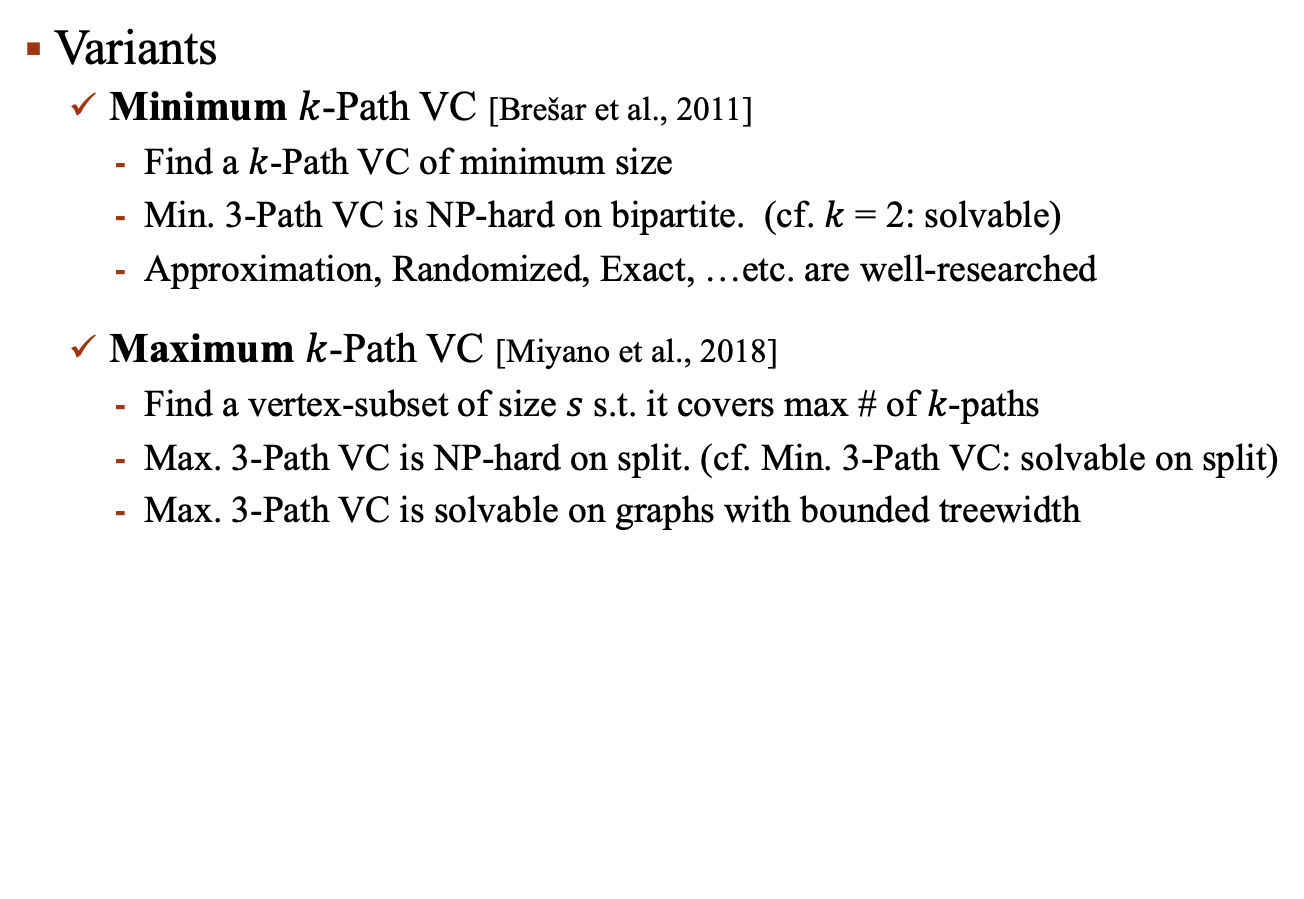 ▪ Variants
✓ Minimum k-Path VC [Brešar et al., 2011]
- Find a k-Path VC of minimum size
- Min. 3-Path VC is NP-hard on bipartite. (cf. k = 2: solvable)
- Approximation, Randomized, Exact, …etc. are well-researched
✓ Maximum k-Path VC [Miyano et al., 2018]
- Find a vertex-subset of size s s.t. it covers max # of k-paths
- Max. 3-Path VC is NP-hard on split. (cf. Min. 3-Path VC: solvable on split)
- Max. 3-Path VC is solvable on graphs with bounded treewidth